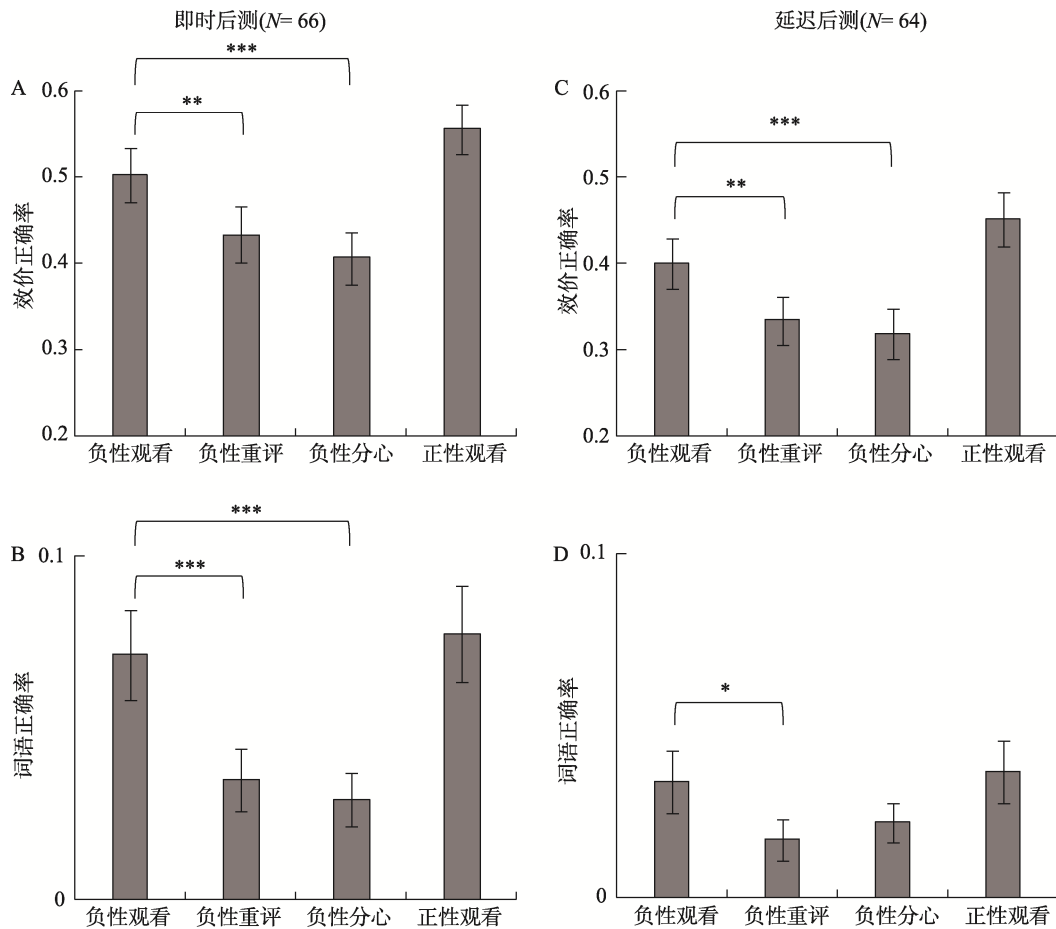 即时后测(N= 66)
延迟后测(N= 64)
A
效价正确率
0.6
0.5
0.4
0.3
0.2
***
**
负性观看 负性重评 负性分心 正性观看
C
效价正确率
0.6
0.5
0.4
0.3
0.2
***
**
负性观看 负性重评 负性分心 正性观看
B
词语正确率
0.1
0
***
***
负性观看 负性重评 负性分心 正性观看
D
词语正确率
0.1
0
*
负性观看 负性重评 负性分心 正性观看